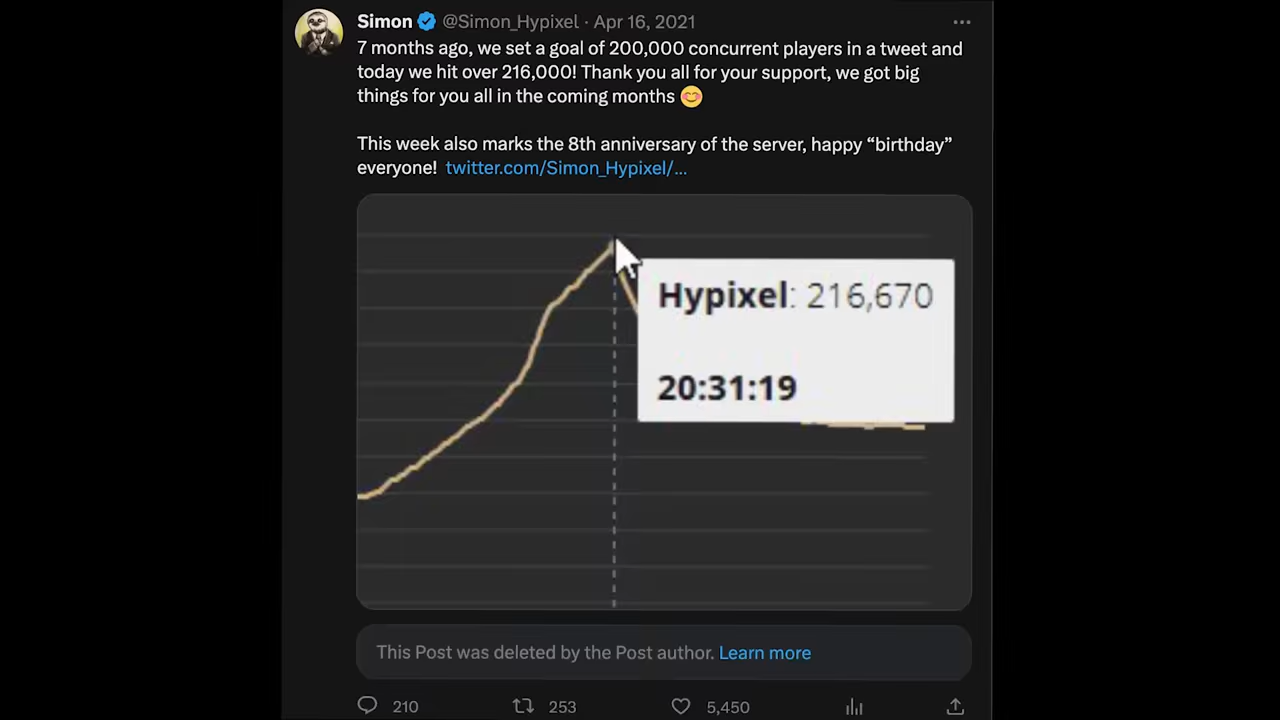 Simon @Simon_Hypixel · Apr 16, 2021
7 months ago, we set a goal of 200,000 concurrent players in a tweet and
today we hit over 216,000! Thank you all for your support, we got big
things for you all in the coming months 😊
This week also marks the 8th anniversary of the server, happy “birthday”
everyone! twitter.com/Simon_Hypixel/...
Hypixel: 216,670
20:31:19
This Post was deleted by the Post author. Learn more
210 253 5,450